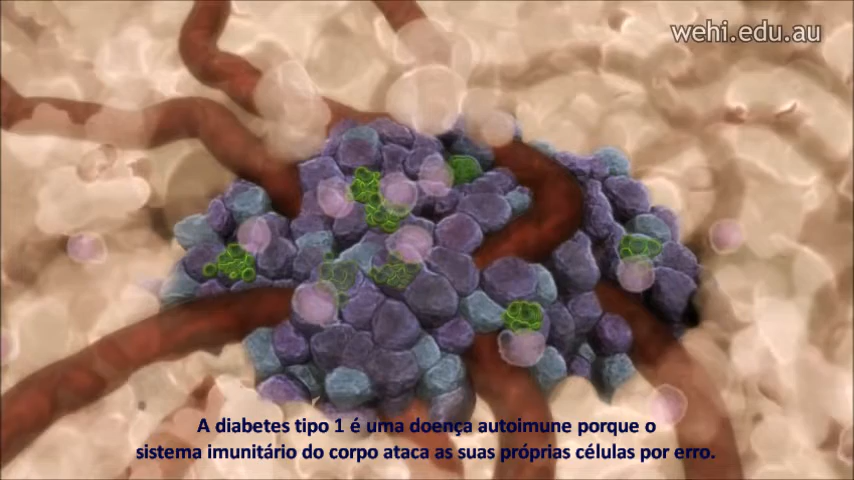 wehi.edu.au
A diabetes tipo 1 é uma doença autoimune porque o
sistema imunitário do corpo ataca as suas próprias células por erro.